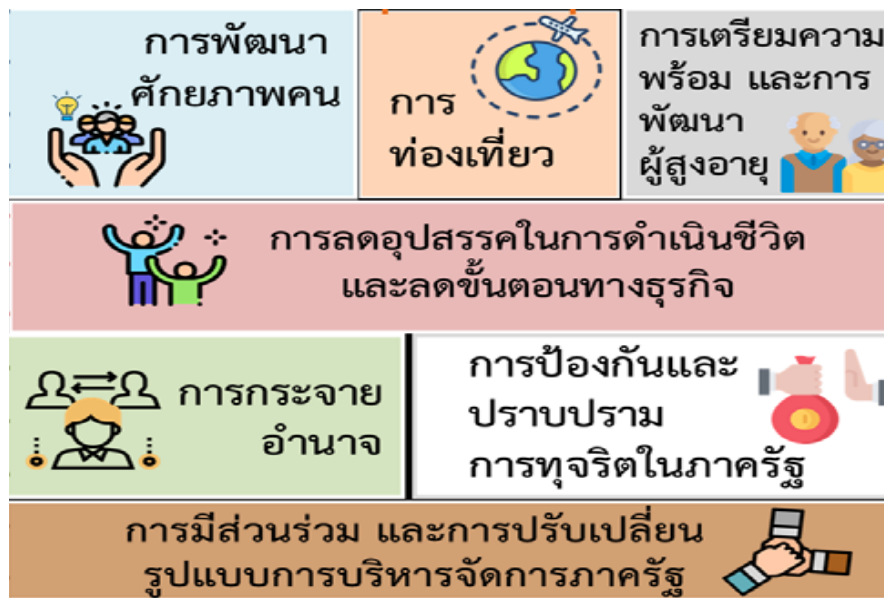 การพัฒนา
ศักยภาพคน
การ
ท่องเที่ยว
การเตรียมความ
พร้อม และการ
พัฒนา
ผู้สูงอายุ
การลดอุปสรรคในการดำเนินชีวิต
และลดขั้นตอนทางธุรกิจ
การกระจาย
อำนาจ
การป้องกันและ
ปราบปราม
การทุจริตในภาครัฐ
การมีส่วนร่วม และการปรับเปลี่ยน
รูปแบบการบริหารจัดการภาครัฐ